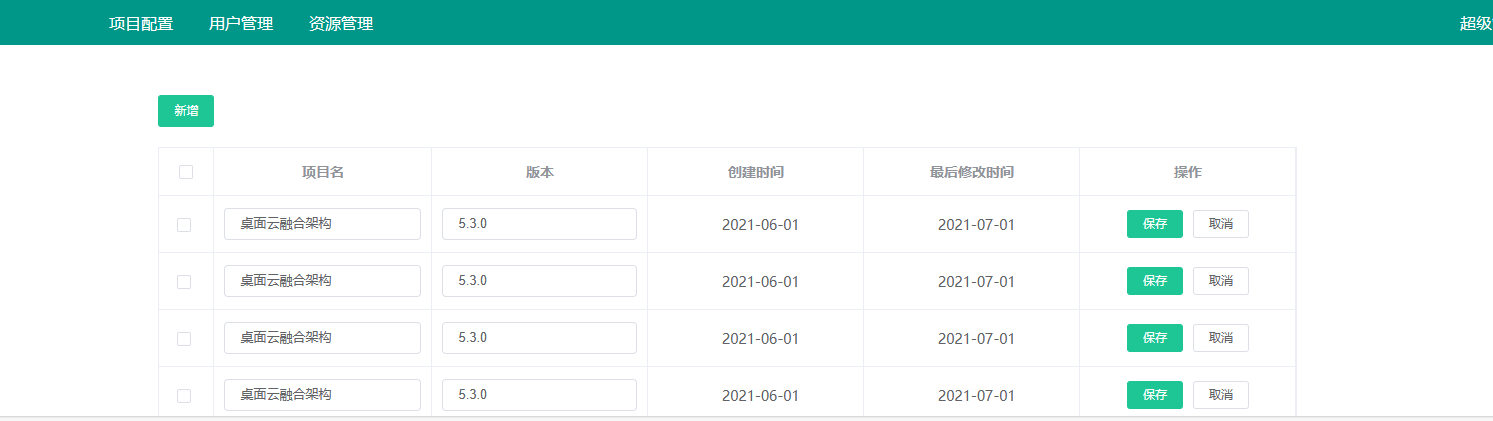 项目配置 用户管理 资源管理 超级
新增
项目名 版本 创建时间 最后修改时间 操作
桌面云融合架构 5.3.0 2021-06-01 2021-07-01 保存 取消
桌面云融合架构 5.3.0 2021-06-01 2021-07-01 保存 取消
桌面云融合架构 5.3.0 2021-06-01 2021-07-01 保存 取消
桌面云融合架构 5.3.0 2021-06-01 2021-07-01 保存 取消